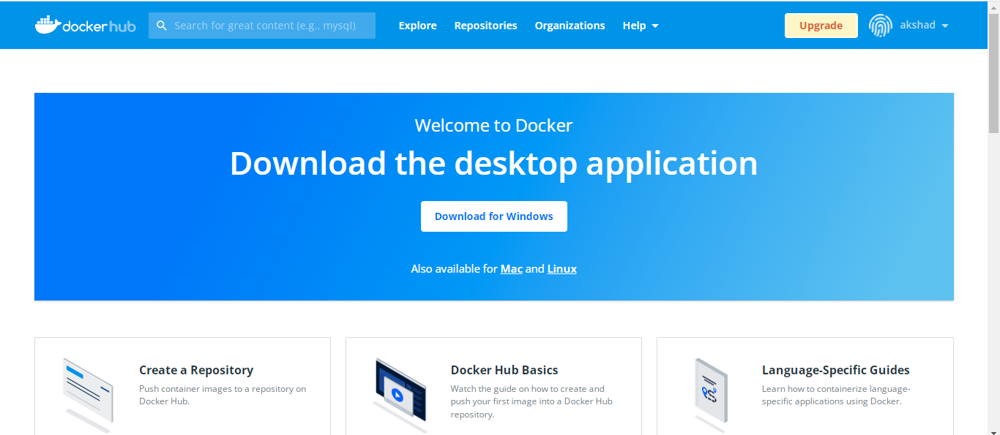 dockerhub
Search for great content (e.g., mysql)
Explore
Repositories
Organizations
Help
Upgrade
akshad
Welcome to Docker
Download the desktop application
Download for Windows
Also available for Mac and Linux
Create a Repository
Push container images to a repository on
Docker Hub.
Docker Hub Basics
Watch the guide on how to create and
push your first image into a Docker Hub
repository.
Language-Specific Guides
Learn how to containerize language-
specific applications using Docker.